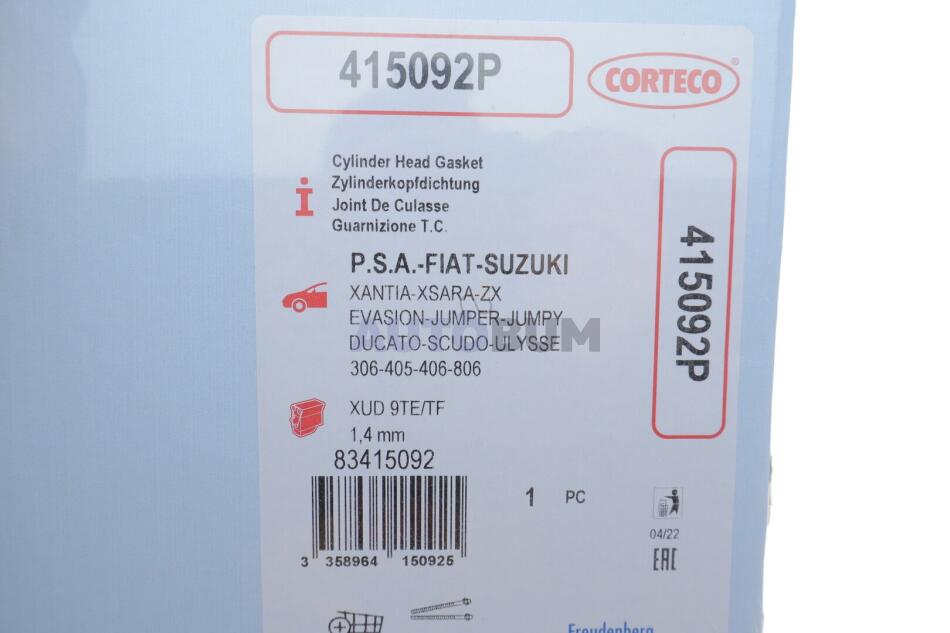 415092P
CORTECO®
Cylinder Head Gasket
Zylinderkopfdichtung
Joint De Culasse
Guarnizione T.C.
P.S.A.-FIAT-SUZUKI
XANTIA-XSARA-ZX
EVASION-JUMPER-JUMPY
AUTOBUM
DUCATO-SCUDO-ULYSSE
306-405-406-806
415092P
XUD 9TE/TF
1,4 mm
83415092
1 PC
04/22
EAC
3 358964 150925
Freudenberg